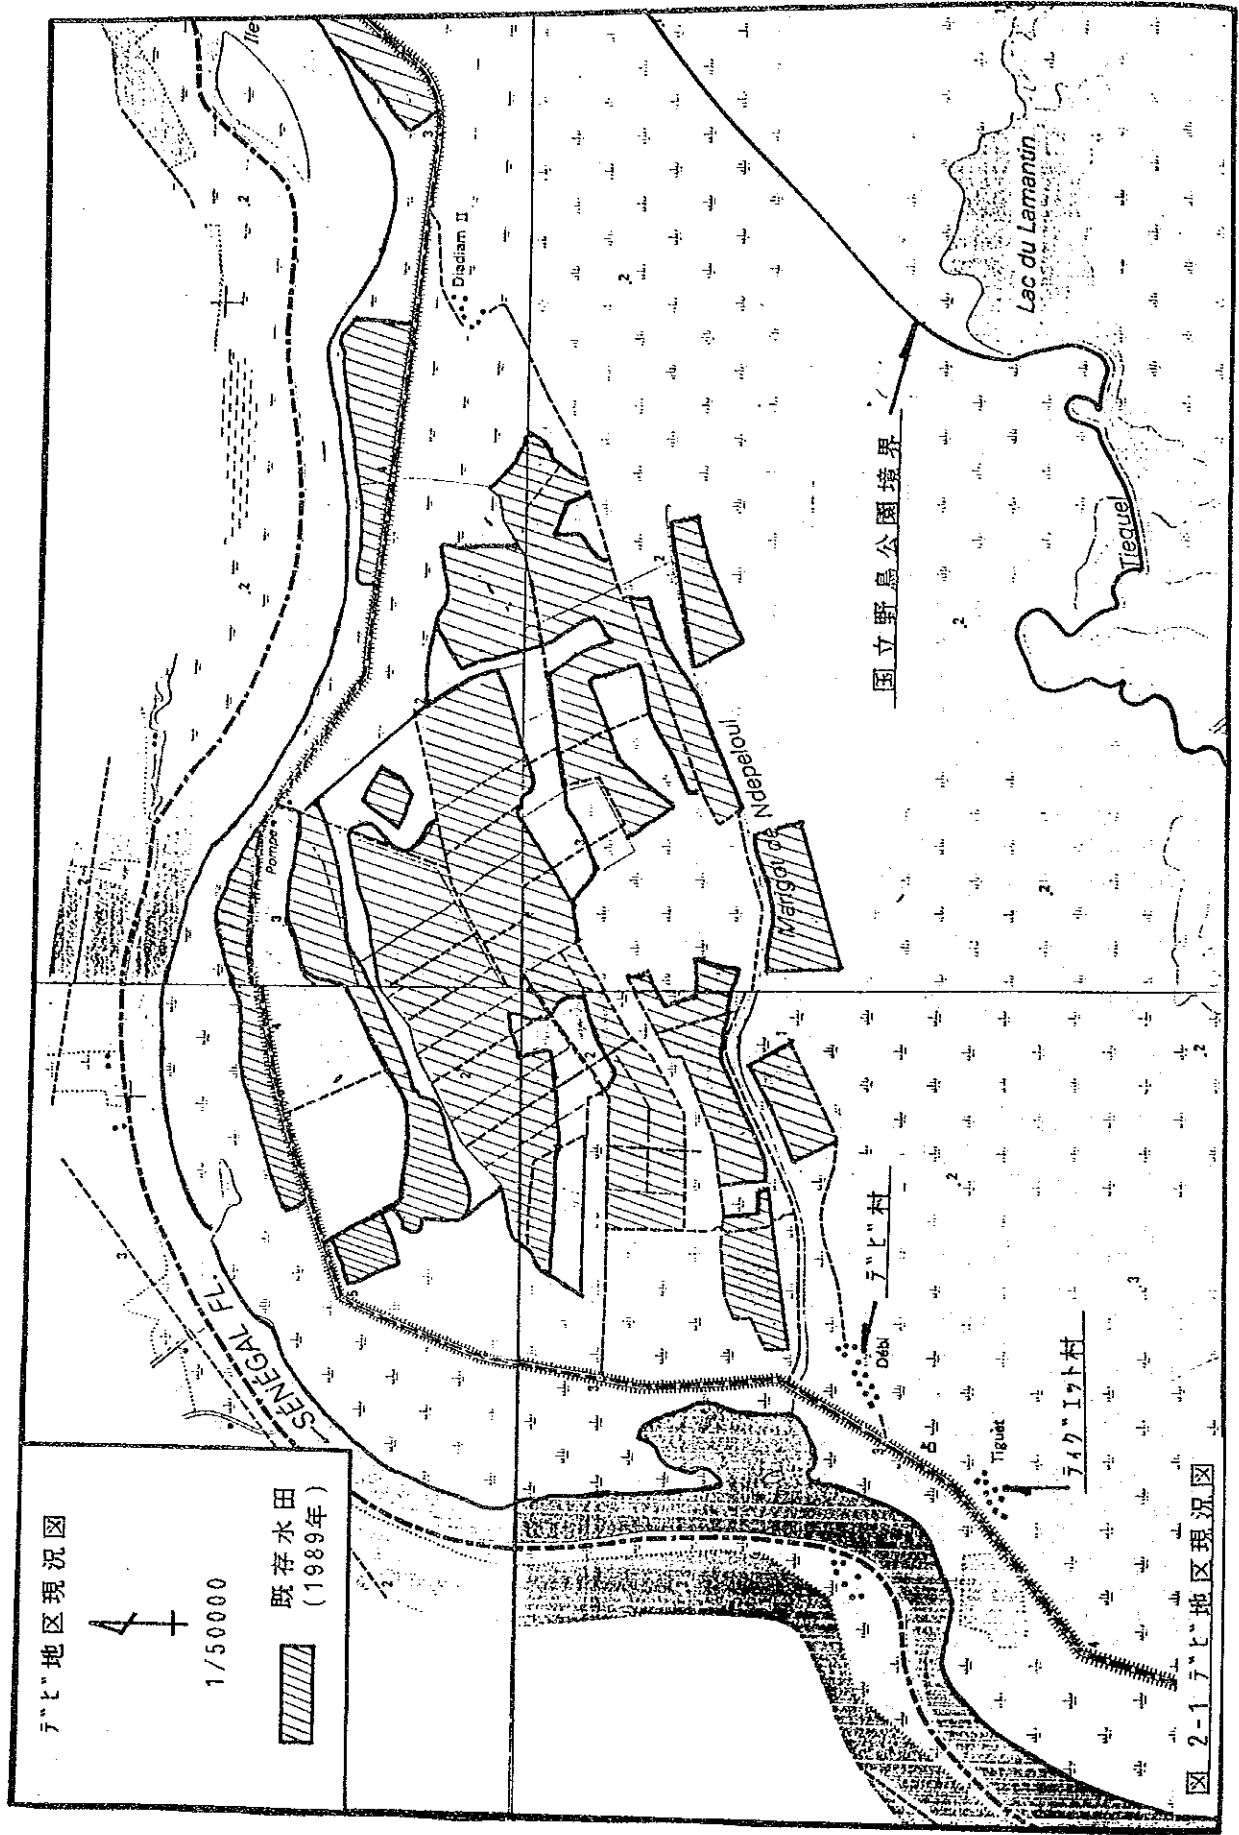 デビ地区現況図
1/50000
既存水田
(1989年)
SÉNÉGAL FL.
Ile
Pompe
Diadiam II
Marigot de Ndepeloul
国立野鳥公園境界
Lac du Lamantin
Tieguel
デビ村
Débi
Tiguet
ティグエット村
図 2-1 デビ地区現況図